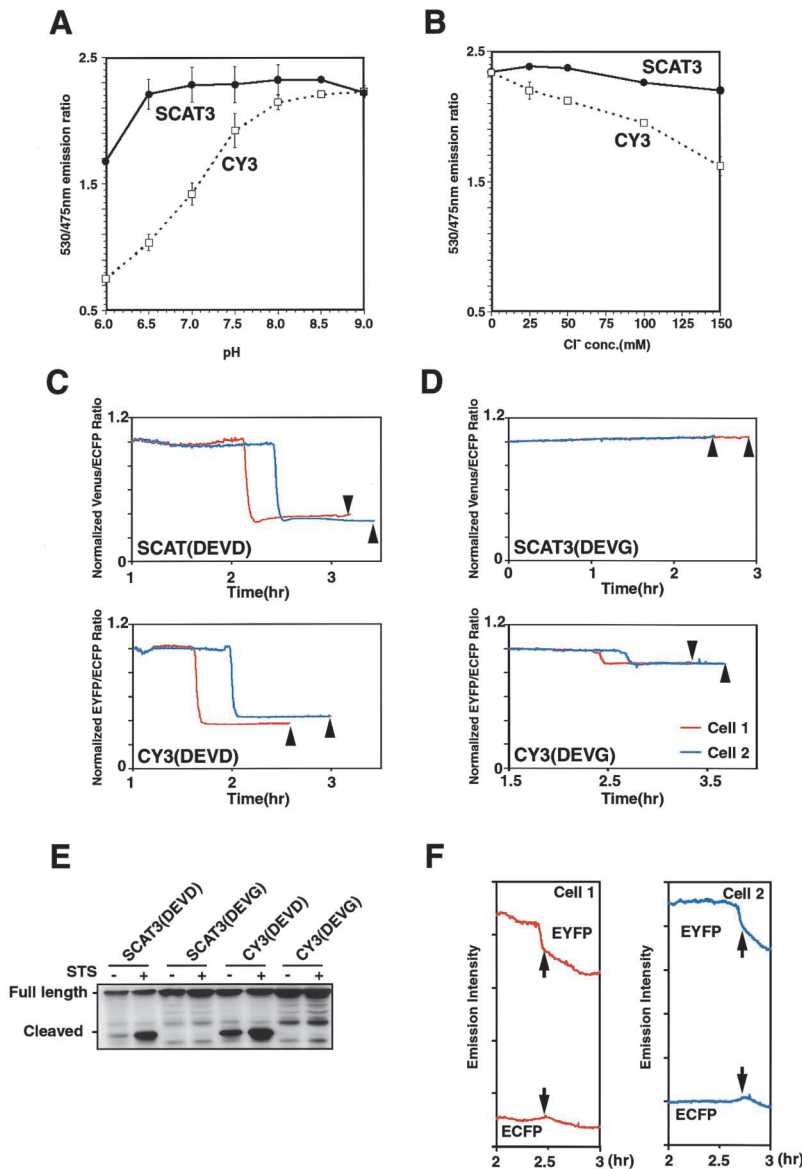 A
2.5
1.5
0.5
530/475nm emission ratio
SCAT3
CY3
6.0 6.5 7.0 7.5 8.0 8.5 9.0
pH
B
2.5
1.5
0.5
530/475nm emission ratio
SCAT3
CY3
0 25 50 75 100 125 150
Cl⁻ conc.(mM)
C
1.2
0
Normalized Venus/ECFP Ratio
SCAT(DEVD)
1 2 3
Time(hr)
1.2
0
Normalized EYFP/ECFP Ratio
CY3(DEVD)
1 2 3
Time(hr)
D
1.2
0
Normalized Venus/ECFP Ratio
SCAT3(DEVG)
0 1 2 3
Time(hr)
1.2
0
Normalized EYFP/ECFP Ratio
Cell 1
Cell 2
CY3(DEVG)
1.5 2.5 3.5
Time(hr)
E
SCAT3(DEVD)
SCAT3(DEVG)
CY3(DEVD)
CY3(DEVG)
STS - + - + - + - +
Full length
Cleaved
F
Emission Intensity
Cell 1
EYFP
ECFP
2 2.5 3 (hr)
Emission Intensity
Cell 2
EYFP
ECFP
2 2.5 3 (hr)